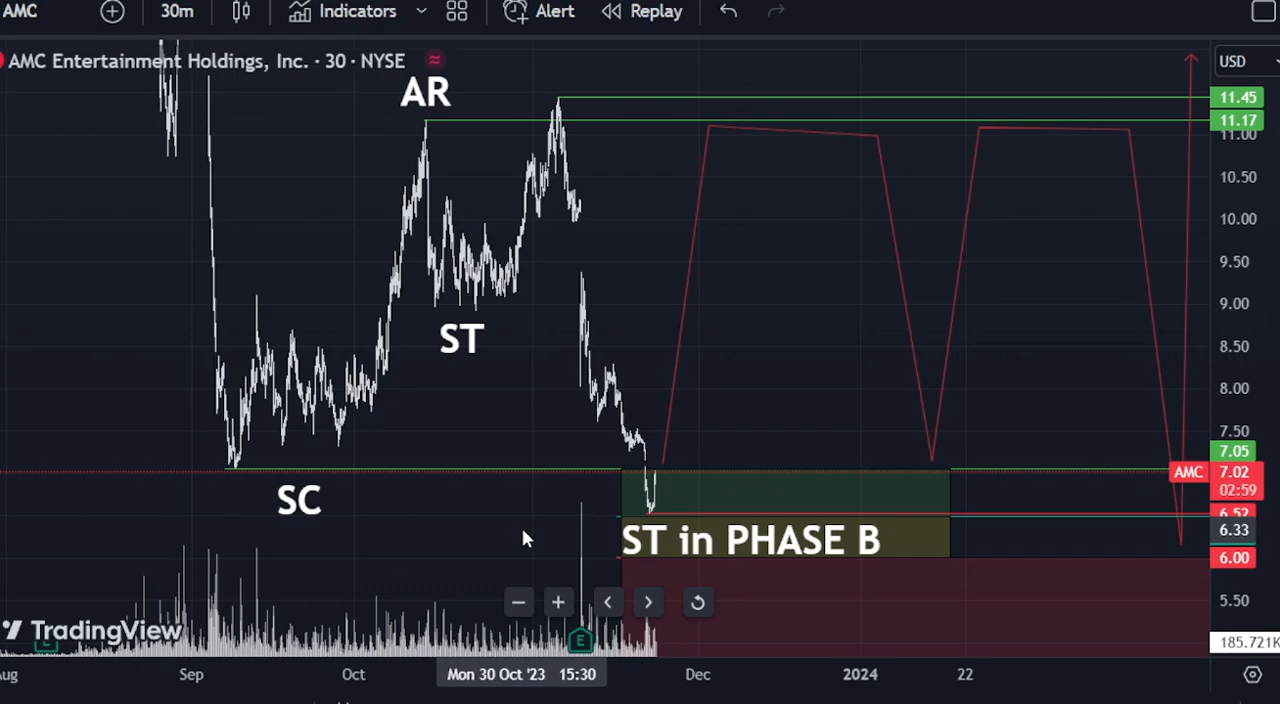 AMC
30m
Indicators
Alert
Replay
AMC Entertainment Holdings, Inc. · 30 · NYSE
USD
AR
11.45
11.17
11.00
10.50
10.00
9.50
9.00
ST
8.50
8.00
7.50
7.05
AMC 7.02
02:59
SC
6.52
6.33
ST in PHASE B
6.00
5.50
TradingView
E
185.721K
Sep
Oct
Mon 30 Oct '23 15:30
Dec
2024
22